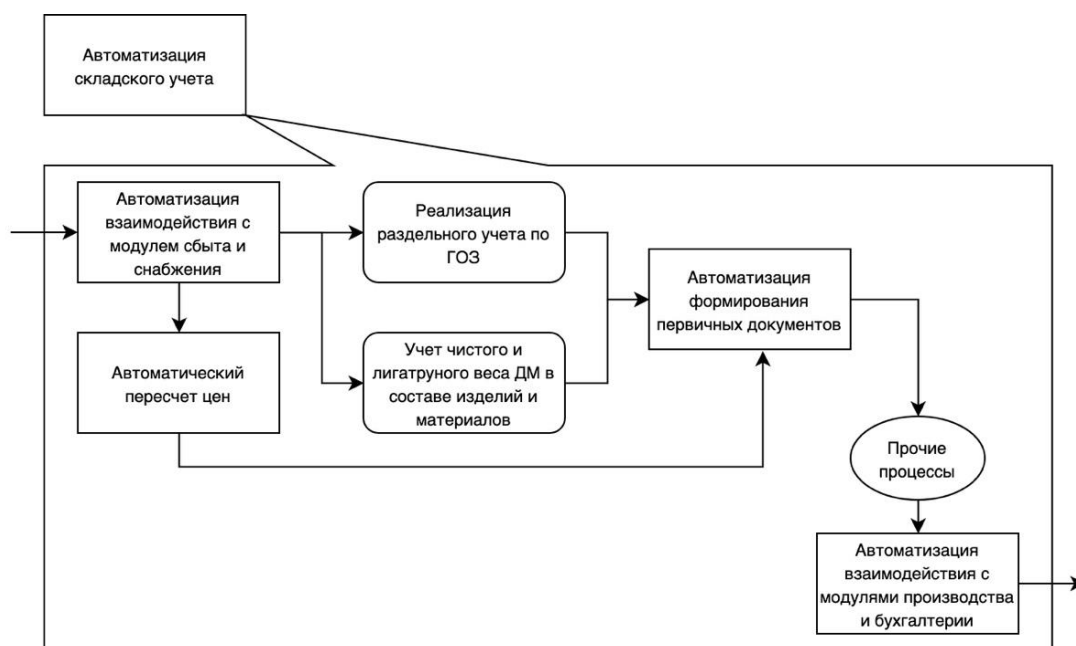 Автоматизация
складского учета
Автоматизация
взаимодействия с
модулем сбыта и
снабжения
Реализация
раздельного учета по
ГОЗ
Автоматизация
формирования
первичных документов
Автоматический
пересчет цен
Учет чистого и
лигатруного веса ДМ в
составе изделий и
материалов
Прочие
процессы
Автоматизация
взаимодействия с
модулями производства
и бухгалтерии